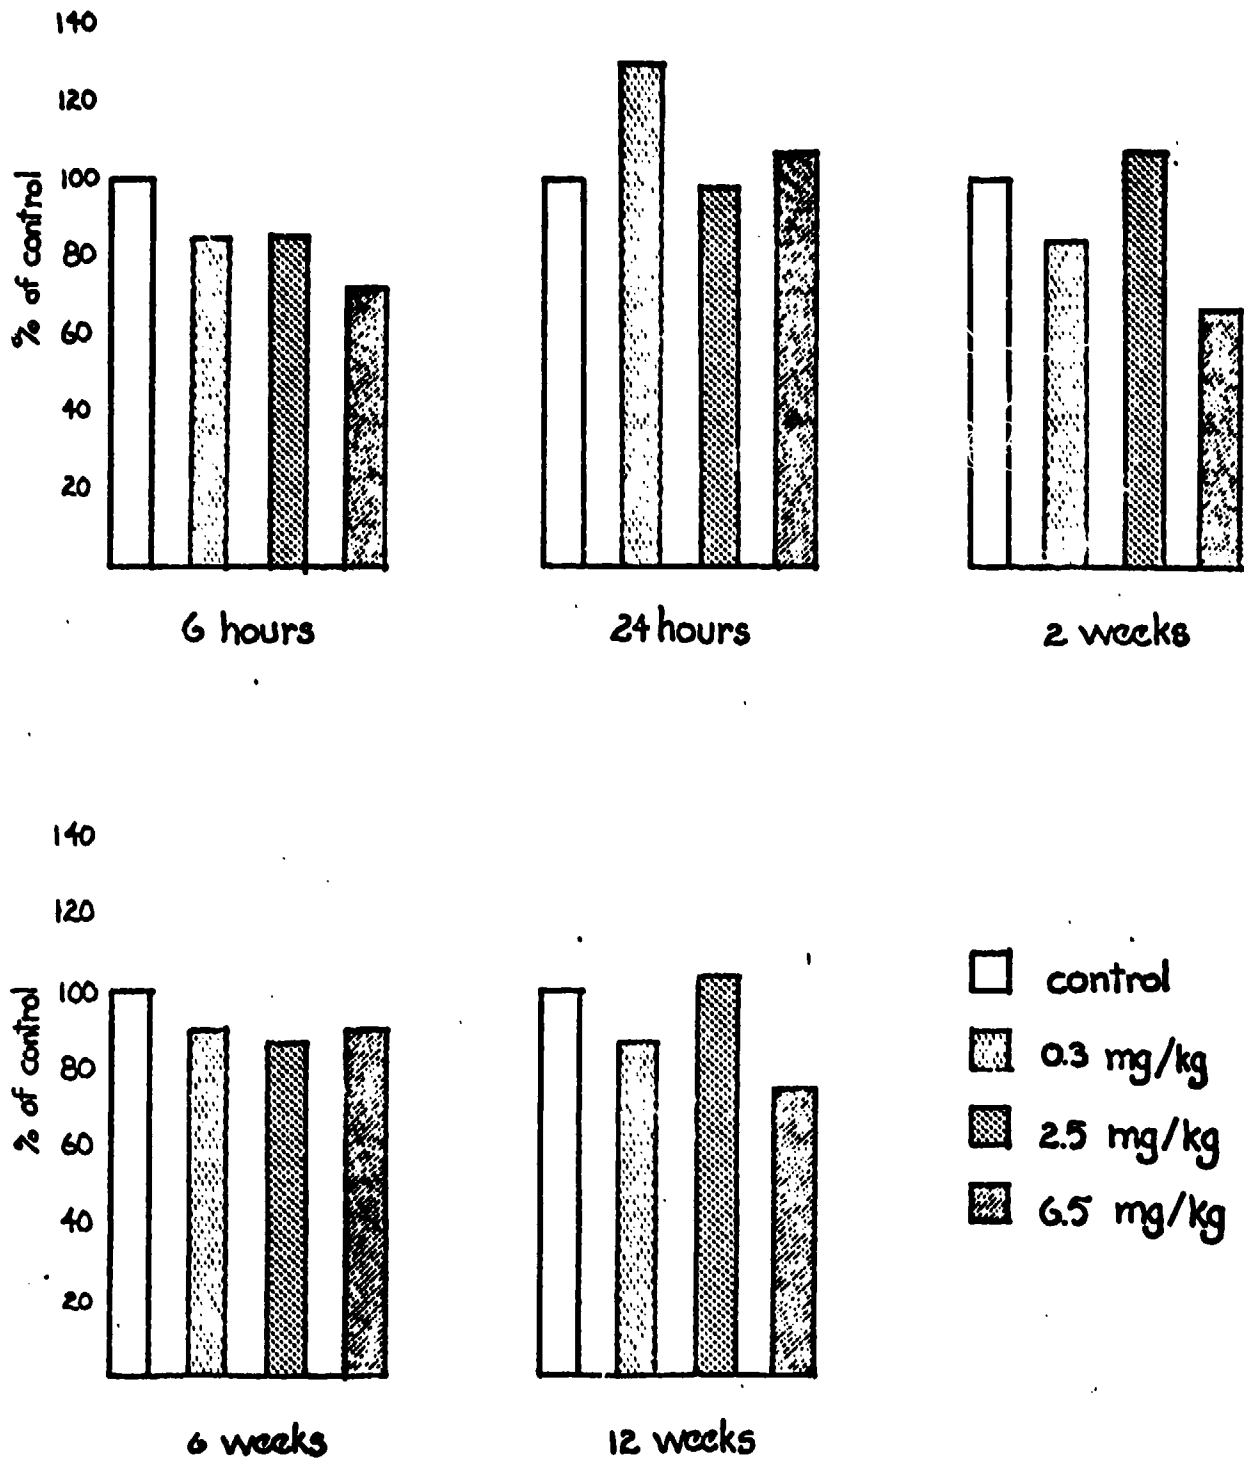 140
120
100
80
60
40
20
% of control
6 hours
24 hours
2 weeks
140
120
100
80
60
40
20
% of control
6 weeks
12 weeks
control
0.3 mg/kg
2.5 mg/kg
6.5 mg/kg